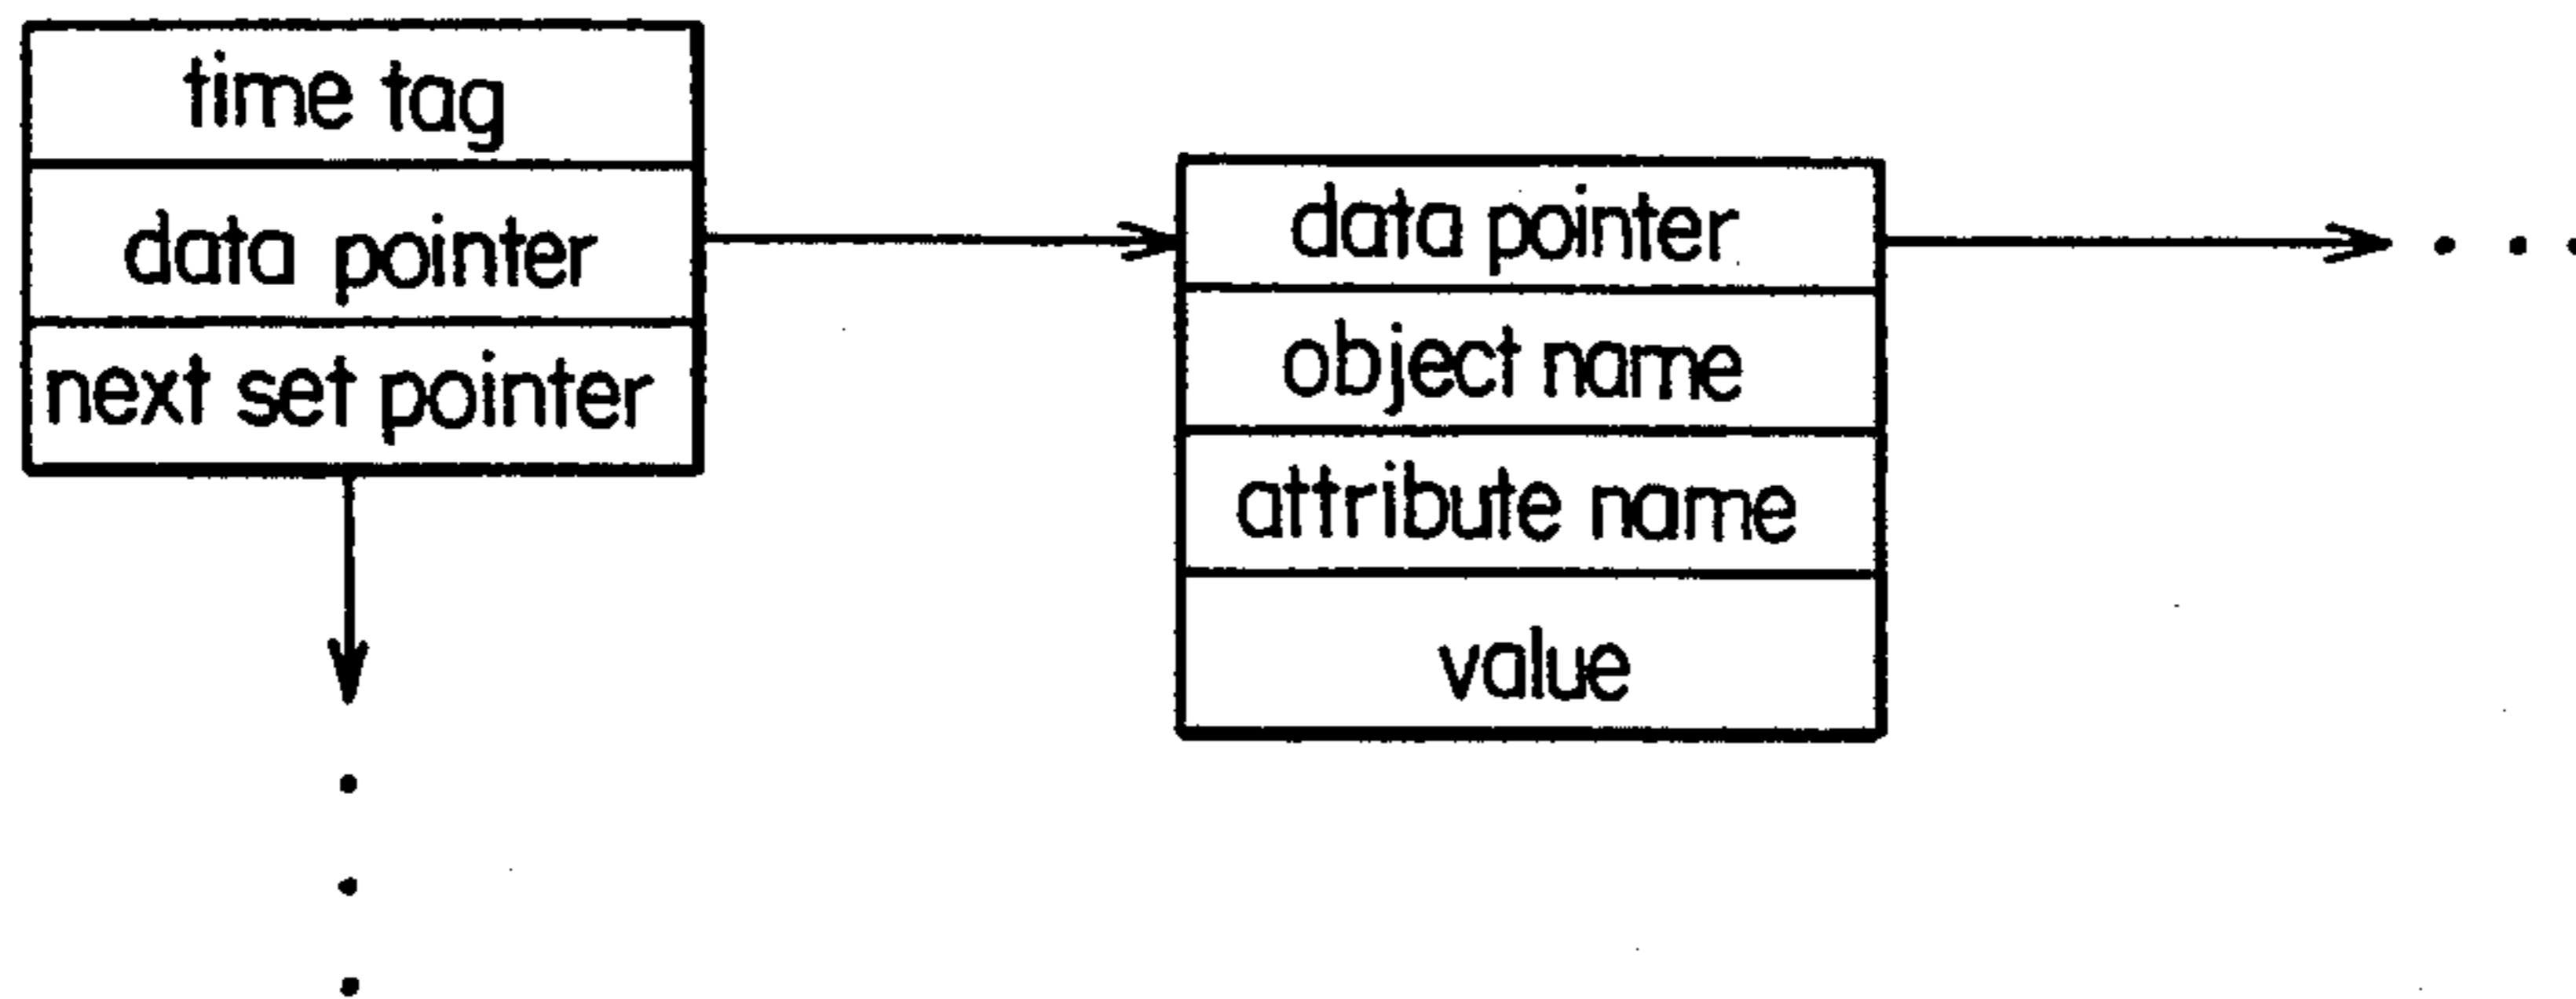 time tag
data pointer
next set pointer
data pointer
object name
attribute name
value